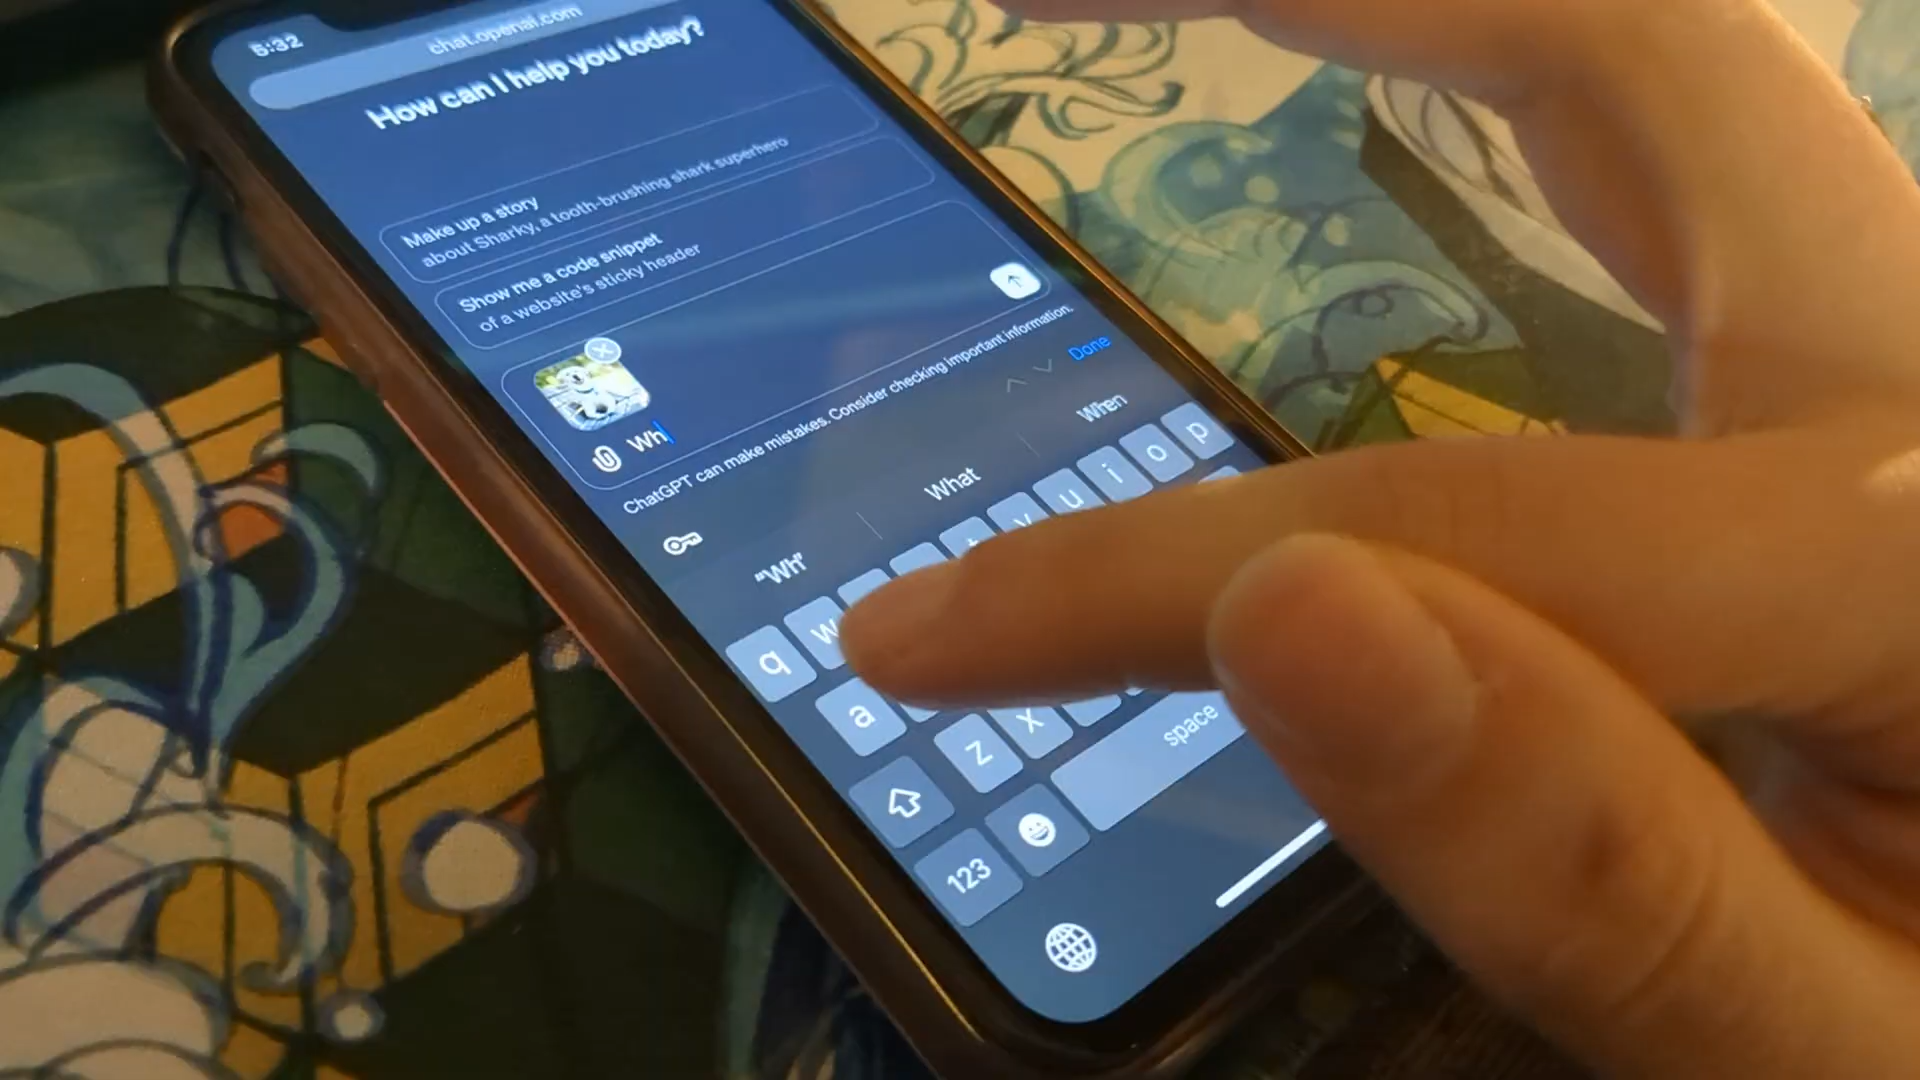 5:32
chat.openai.com
How can I help you today?
Make up a story
about Sharky, a tooth-brushing shark superhero
Show me a code snippet
of a website's sticky header
Wh
ChatGPT can make mistakes. Consider checking important information.
Done
“Wh” What When
q w y u i o p
a
z x
space
123